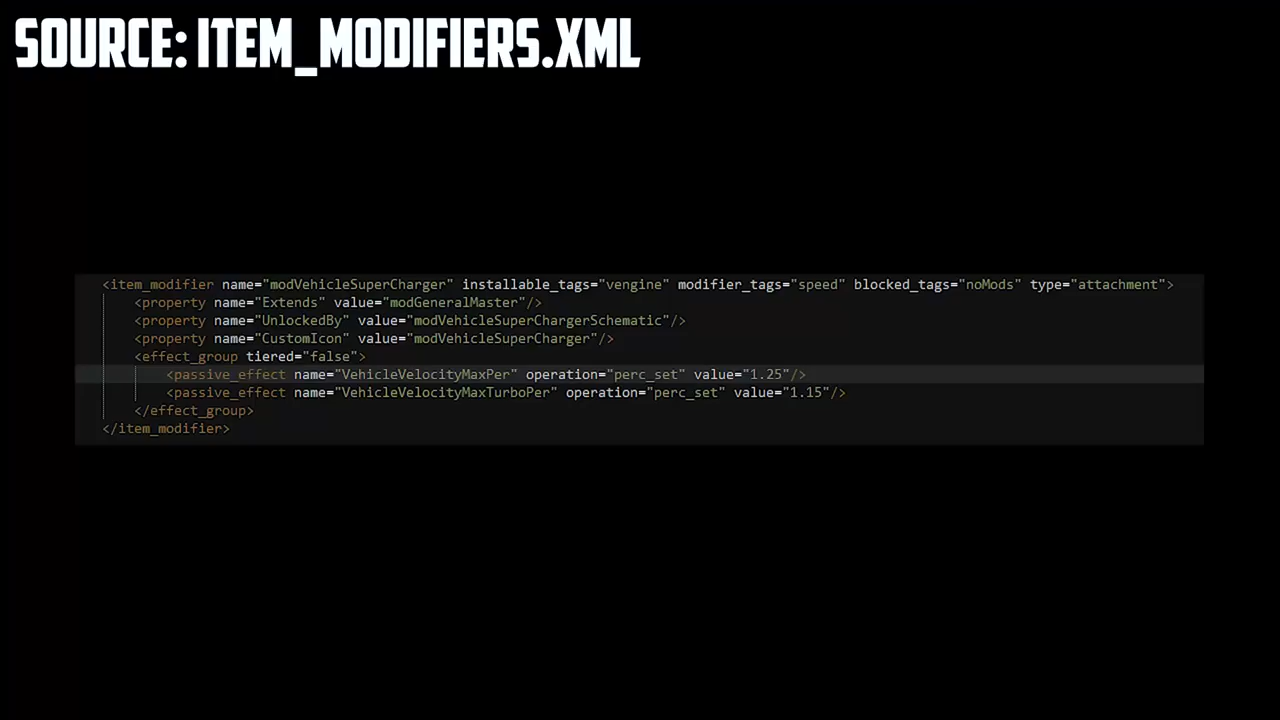 SOURCE: ITEM_MODIFIERS.XML
<item_modifier name="modVehicleSuperCharger" installable_tags="vengine" modifier_tags="speed" blocked_tags="noMods" type="attachment">
<property name="Extends" value="modGeneralMaster"/>
<property name="UnlockedBy" value="modVehicleSuperChargerSchematic"/>
<property name="CustomIcon" value="modVehicleSuperCharger"/>
<effect_group tiered="false">
<passive_effect name="VehicleVelocityMaxPer" operation="perc_set" value="1.25"/>
<passive_effect name="VehicleVelocityMaxTurboPer" operation="perc_set" value="1.15"/>
</effect_group>
</item_modifier>